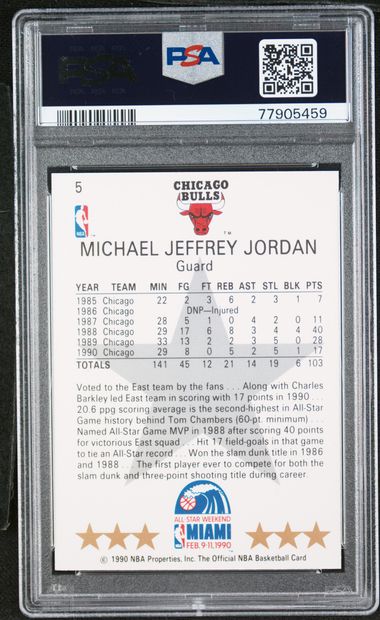 PSA
PSA
77905459
5
CHICAGO
BULLS
TM
NBA
MICHAEL JEFFREY JORDAN
Guard
YEAR TEAM MIN FG FT REB AST STL BLK PTS
1985 Chicago 22 2 3 6 2 3 1 7
1986 Chicago DNP—Injured
1987 Chicago 28 5 1 0 4 2 0 11
1988 Chicago 29 17 6 8 3 4 4 40
1989 Chicago 33 13 2 2 3 5 0 28
1990 Chicago 29 8 0 5 2 5 1 17
TOTALS 141 45 12 21 14 19 6 103
Voted to the East team by the fans . . . Along with Charles
Barkley led East team in scoring with 17 points in 1990 . . .
20.6 ppg scoring average is the second-highest in All-Star
Game history behind Tom Chambers (60-pt. minimum) . . .
Named All-Star Game MVP in 1988 after scoring 40 points
for victorious East squad . . . Hit 17 field-goals in that game
to tie an All-Star record . . . Won the slam dunk title in 1986
and 1988 . . . The first player ever to compete for both the
slam dunk and three-point shooting title during career.
ALL-STAR WEEKEND
MIAMI
FEB. 9-11, 1990
© 1990 NBA Properties, Inc. The Official NBA Basketball Card